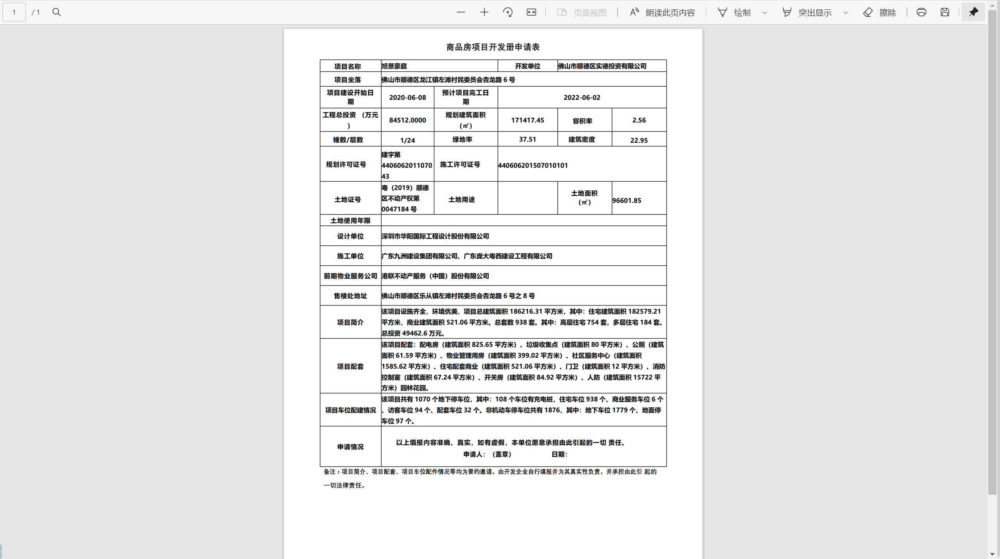 1 / 1 页面视图 朗读此页内容 绘制 突出显示 擦除
商品房项目开发册申请表
项目名称 旭景豪庭 开发单位 佛山市顺德区实德投资有限公司
项目坐落 佛山市顺德区龙江镇左滩村民委员会杏龙路 6 号
项目建设开始日
期
2020-06-08
预计项目完工日
期
2022-06-02
工程总投资 （万元
）
84512.0000
规划建筑面积
（㎡）
171417.45
容积率
2.56
幢数/层数 1/24 绿地率 37.51 建筑密度 22.95
规划许可证号
建字第
4406062011070
43
施工许可证号
440606201507010101
土地证号
粤（2019）顺德
区不动产权第
0047184 号
土地用途
土地面积
（㎡）
96601.85
土地使用年限
设计单位 深圳市华阳国际工程设计股份有限公司
施工单位 广东九洲建设集团有限公司、广东庞大粤西建设工程有限公司
前期物业服务公司 港联不动产服务（中国）股份有限公司
售楼处地址 佛山市顺德区乐从镇左滩村民委员会杏龙路 6 号之 8 号
项目简介
该项目设施齐全，环境优美，项目总建筑面积 186216.31 平方米，其中：住宅建筑面积 182579.21
平方米，商业建筑面积 521.06 平方米。总套数 938 套。其中：高层住宅 754 套，多层住宅 184 套。
总投资 49462.6 万元。
项目配套
该项目配套：配电房（建筑面积 825.65 平方米）、垃圾收集点（建筑面积 80 平方米）、公厕（建筑
面积 61.59 平方米）、物业管理用房（建筑面积 399.02 平方米）、社区服务中心（建筑面积
1585.62 平方米）、住宅配套商业（建筑面积 521.06 平方米）、门卫（建筑面积 12 平方米）、消防
控制室（建筑面积 67.24 平方米）、开关房（建筑面积 84.92 平方米）、人防（建筑面积 15722 平
方米）园林花园。
项目车位配建情况
该项目共有 1070 个地下停车位，其中：108 个车位有充电桩，住宅车位 938 个、商业服务车位 6 个
、访客车位 94 个、配套车位 32 个。非机动车停车位共有 1876，其中：地下车位 1779 个、地面停
车位 97 个。
申请情况
以上填报内容准确、真实，如有虚假，本单位愿意承担由此引起的一切 责任。
申请人：（盖章） 日期：
备注：项目简介、项目配套、项目车位配件情况等均为要约邀请，由开发企业自行填报并为其真实性负责，并承担由此引 起的
一切法律责任。